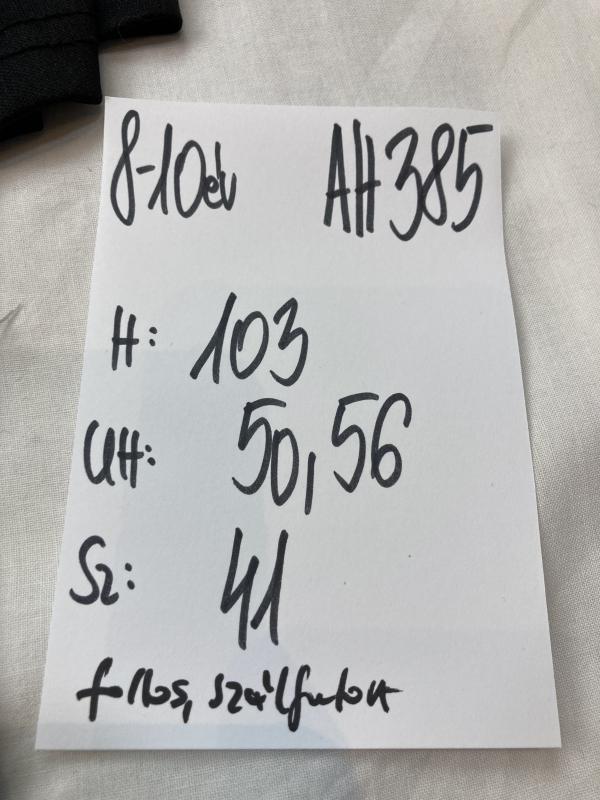 8-10év AH385
H: 103
UH: 50,56
Sz: 41
foltos, szálfutott